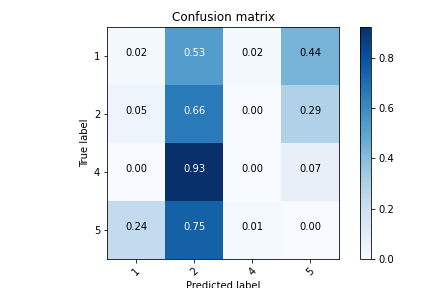 Confusion matrix
1 0.02 0.53 0.02 0.44
2 0.05 0.66 0.00 0.29
4 0.00 0.93 0.00 0.07
5 0.24 0.75 0.01 0.00
1 2 4 5
True label
Predicted label
0.8
0.6
0.4
0.2
0.0